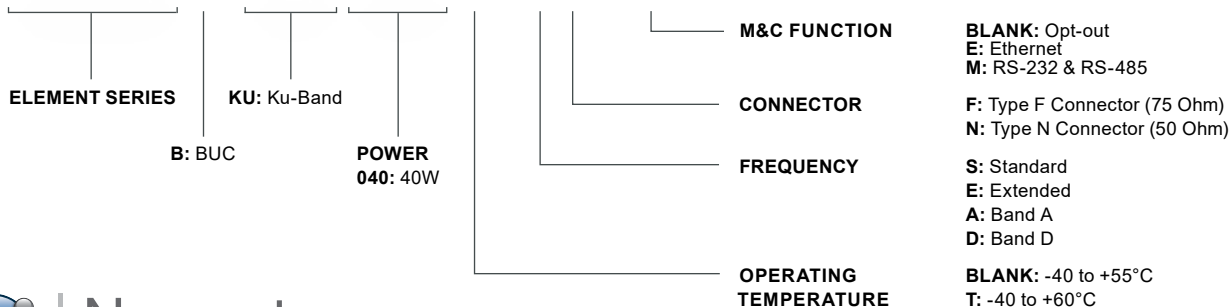 M&C FUNCTION
BLANK: Opt-out
E: Ethernet
M: RS-232 & RS-485
ELEMENT SERIES
KU: Ku-Band
CONNECTOR
F: Type F Connector (75 Ohm)
N: Type N Connector (50 Ohm)
B: BUC
POWER
040: 40W
FREQUENCY
S: Standard
E: Extended
A: Band A
D: Band D
OPERATING
TEMPERATURE
BLANK: -40 to +55°C
T: -40 to +60°C